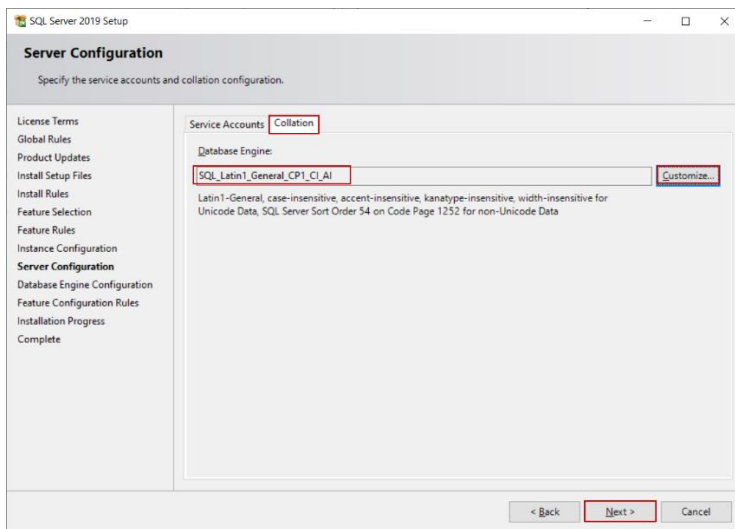 SQL Server 2019 Setup
Server Configuration
Specify the service accounts and collation configuration.
License Terms
Global Rules
Product Updates
Install Setup Files
Install Rules
Feature Selection
Feature Rules
Instance Configuration
Server Configuration
Database Engine Configuration
Feature Configuration Rules
Installation Progress
Complete
Service Accounts Collation
Database Engine:
SQL_Latin1_General_CP1_CI_AI
Customize...
Latin1-General, case-insensitive, accent-insensitive, kanatype-insensitive, width-insensitive for
Unicode Data, SQL Server Sort Order 54 on Code Page 1252 for non-Unicode Data
< Back Next > Cancel